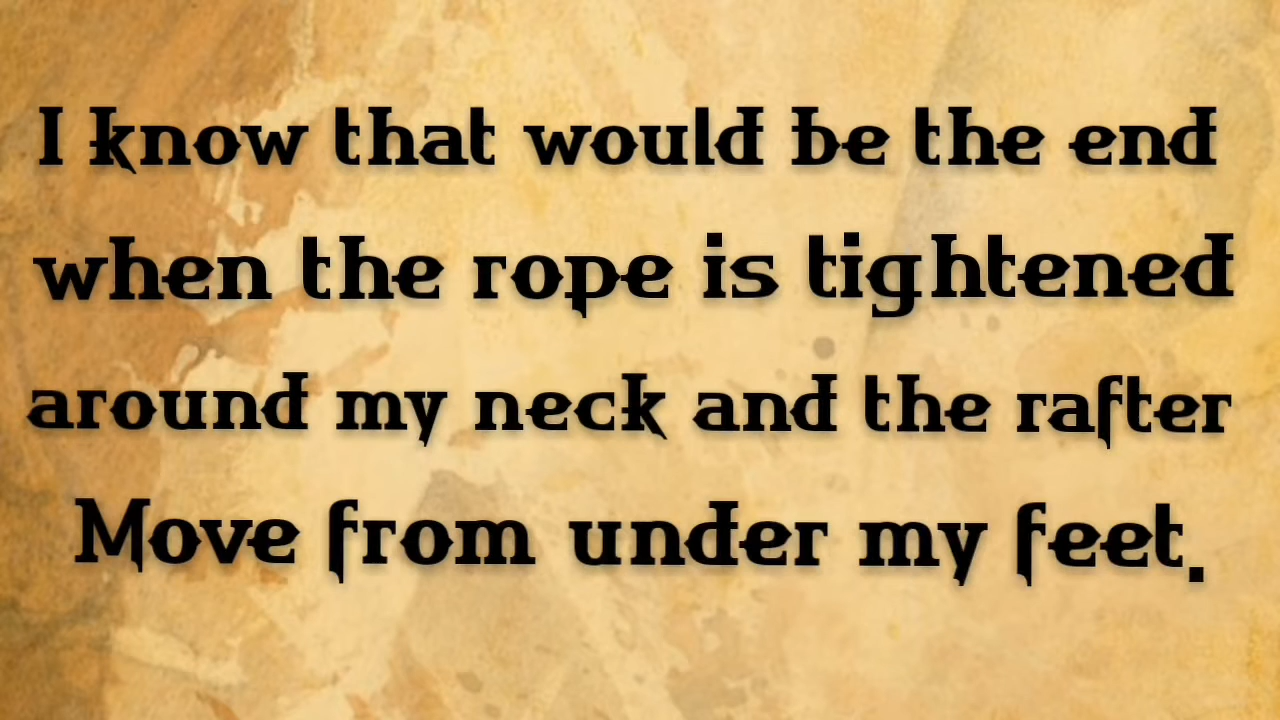 I know that would be the end
when the rope is tightened
around my neck and the rafter
Move from under my feet.